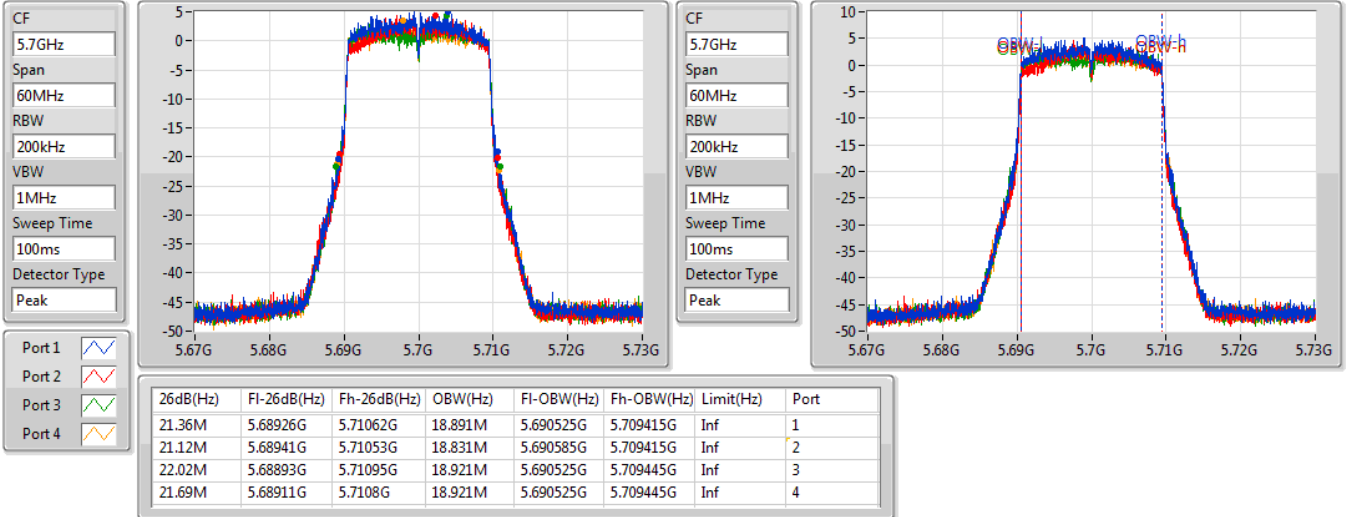 CF
5.7GHz
Span
60MHz
RBW
200kHz
VBW
1MHz
Sweep Time
100ms
Detector Type
Peak
5
0
-5
-10
-15
-20
-25
-30
-35
-40
-45
-50
5.67G 5.68G 5.69G 5.7G 5.71G 5.72G 5.73G
CF
5.7GHz
Span
60MHz
RBW
200kHz
VBW
1MHz
Sweep Time
100ms
Detector Type
Peak
10
5
0
-5
-10
-15
-20
-25
-30
-35
-40
-45
-50
OBW-h
OBW-h
5.67G 5.68G 5.69G 5.7G 5.71G 5.72G 5.73G
Port 1
Port 2
Port 3
Port 4
26dB(Hz) Fl-26dB(Hz) Fh-26dB(Hz) OBW(Hz) Fl-OBW(Hz) Fh-OBW(Hz) Limit(Hz) Port
21.36M 5.68926G 5.71062G 18.891M 5.690525G 5.709415G Inf 1
21.12M 5.68941G 5.71053G 18.831M 5.690585G 5.709415G Inf 2
22.02M 5.68893G 5.71095G 18.921M 5.690525G 5.709445G Inf 3
21.69M 5.68911G 5.7108G 18.921M 5.690525G 5.709445G Inf 4